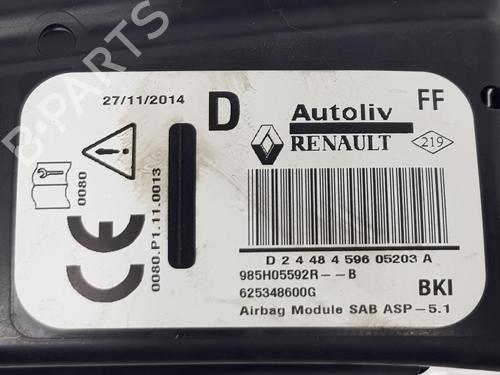 27/11/2014
D
Autoliv
FF
RENAULT
219
0080
0080.P1.11.0013
CE
D 2 4 48 4 596 05203 A
985H05592R--B
625348600G
BKI
Airbag Module SAB ASP-5.1
B-PARTS